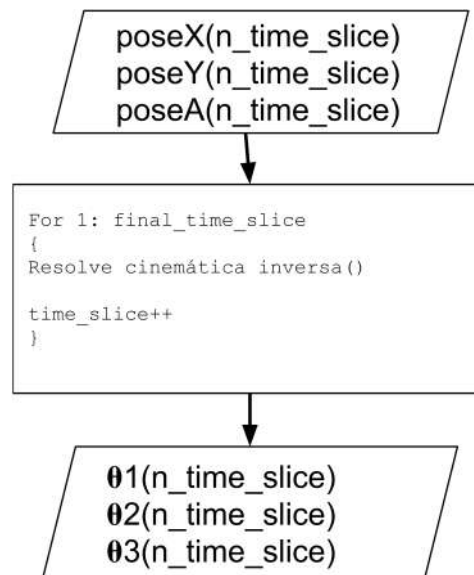 poseX(n_time_slice)
poseY(n_time_slice)
poseA(n_time_slice)
For 1: final_time_slice
{
Resolve cinemática inversa()
time_slice++
}
θ1(n_time_slice)
θ2(n_time_slice)
θ3(n_time_slice)